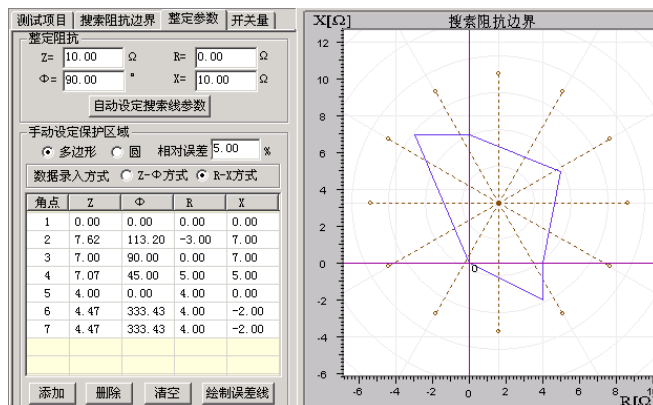 测试项目 搜索阻抗边界 整定参数 开关量
整定阻抗
Z= 10.00 Ω R= 0.00 Ω
Φ= 90.00 ° X= 10.00 Ω
自动设定搜索线参数
手动设定保护区域
多边形 圆 相对误差 5.00 %
数据录入方式 Z-Φ方式 R-X方式
角点 Z Φ R X
1 0.00 0.00 0.00 0.00
2 7.62 113.20 -3.00 7.00
3 7.00 90.00 0.00 7.00
4 7.07 45.00 5.00 5.00
5 4.00 0.00 4.00 0.00
6 4.47 333.43 4.00 -2.00
7 4.47 333.43 4.00 -2.00
添加 删除 清空 绘制误差线
X[Ω] 搜索阻抗边界
12
10
8
6
4
2
0
0
-2
-4
-6
-6 -4 -2 0 2 4 6 8 10
R[Ω]